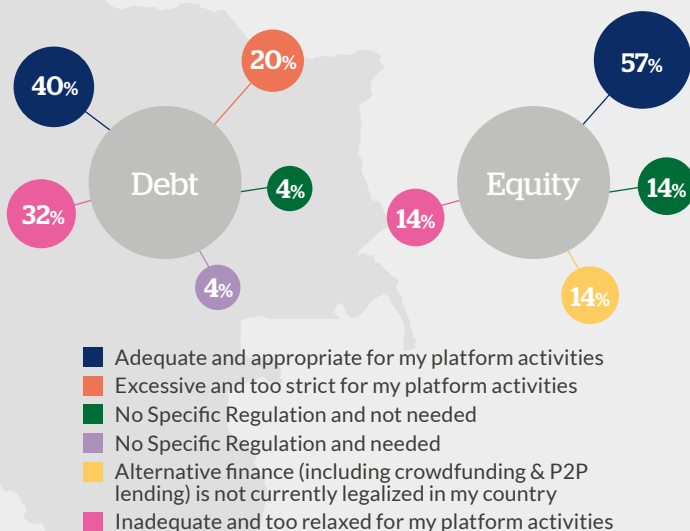 40%
20%
Debt
4%
32%
4%
57%
Equity
14%
14%
14%
Adequate and appropriate for my platform activities
Excessive and too strict for my platform activities
No Specific Regulation and not needed
No Specific Regulation and needed
Alternative finance (including crowdfunding & P2P
lending) is not currently legalized in my country
Inadequate and too relaxed for my platform activities